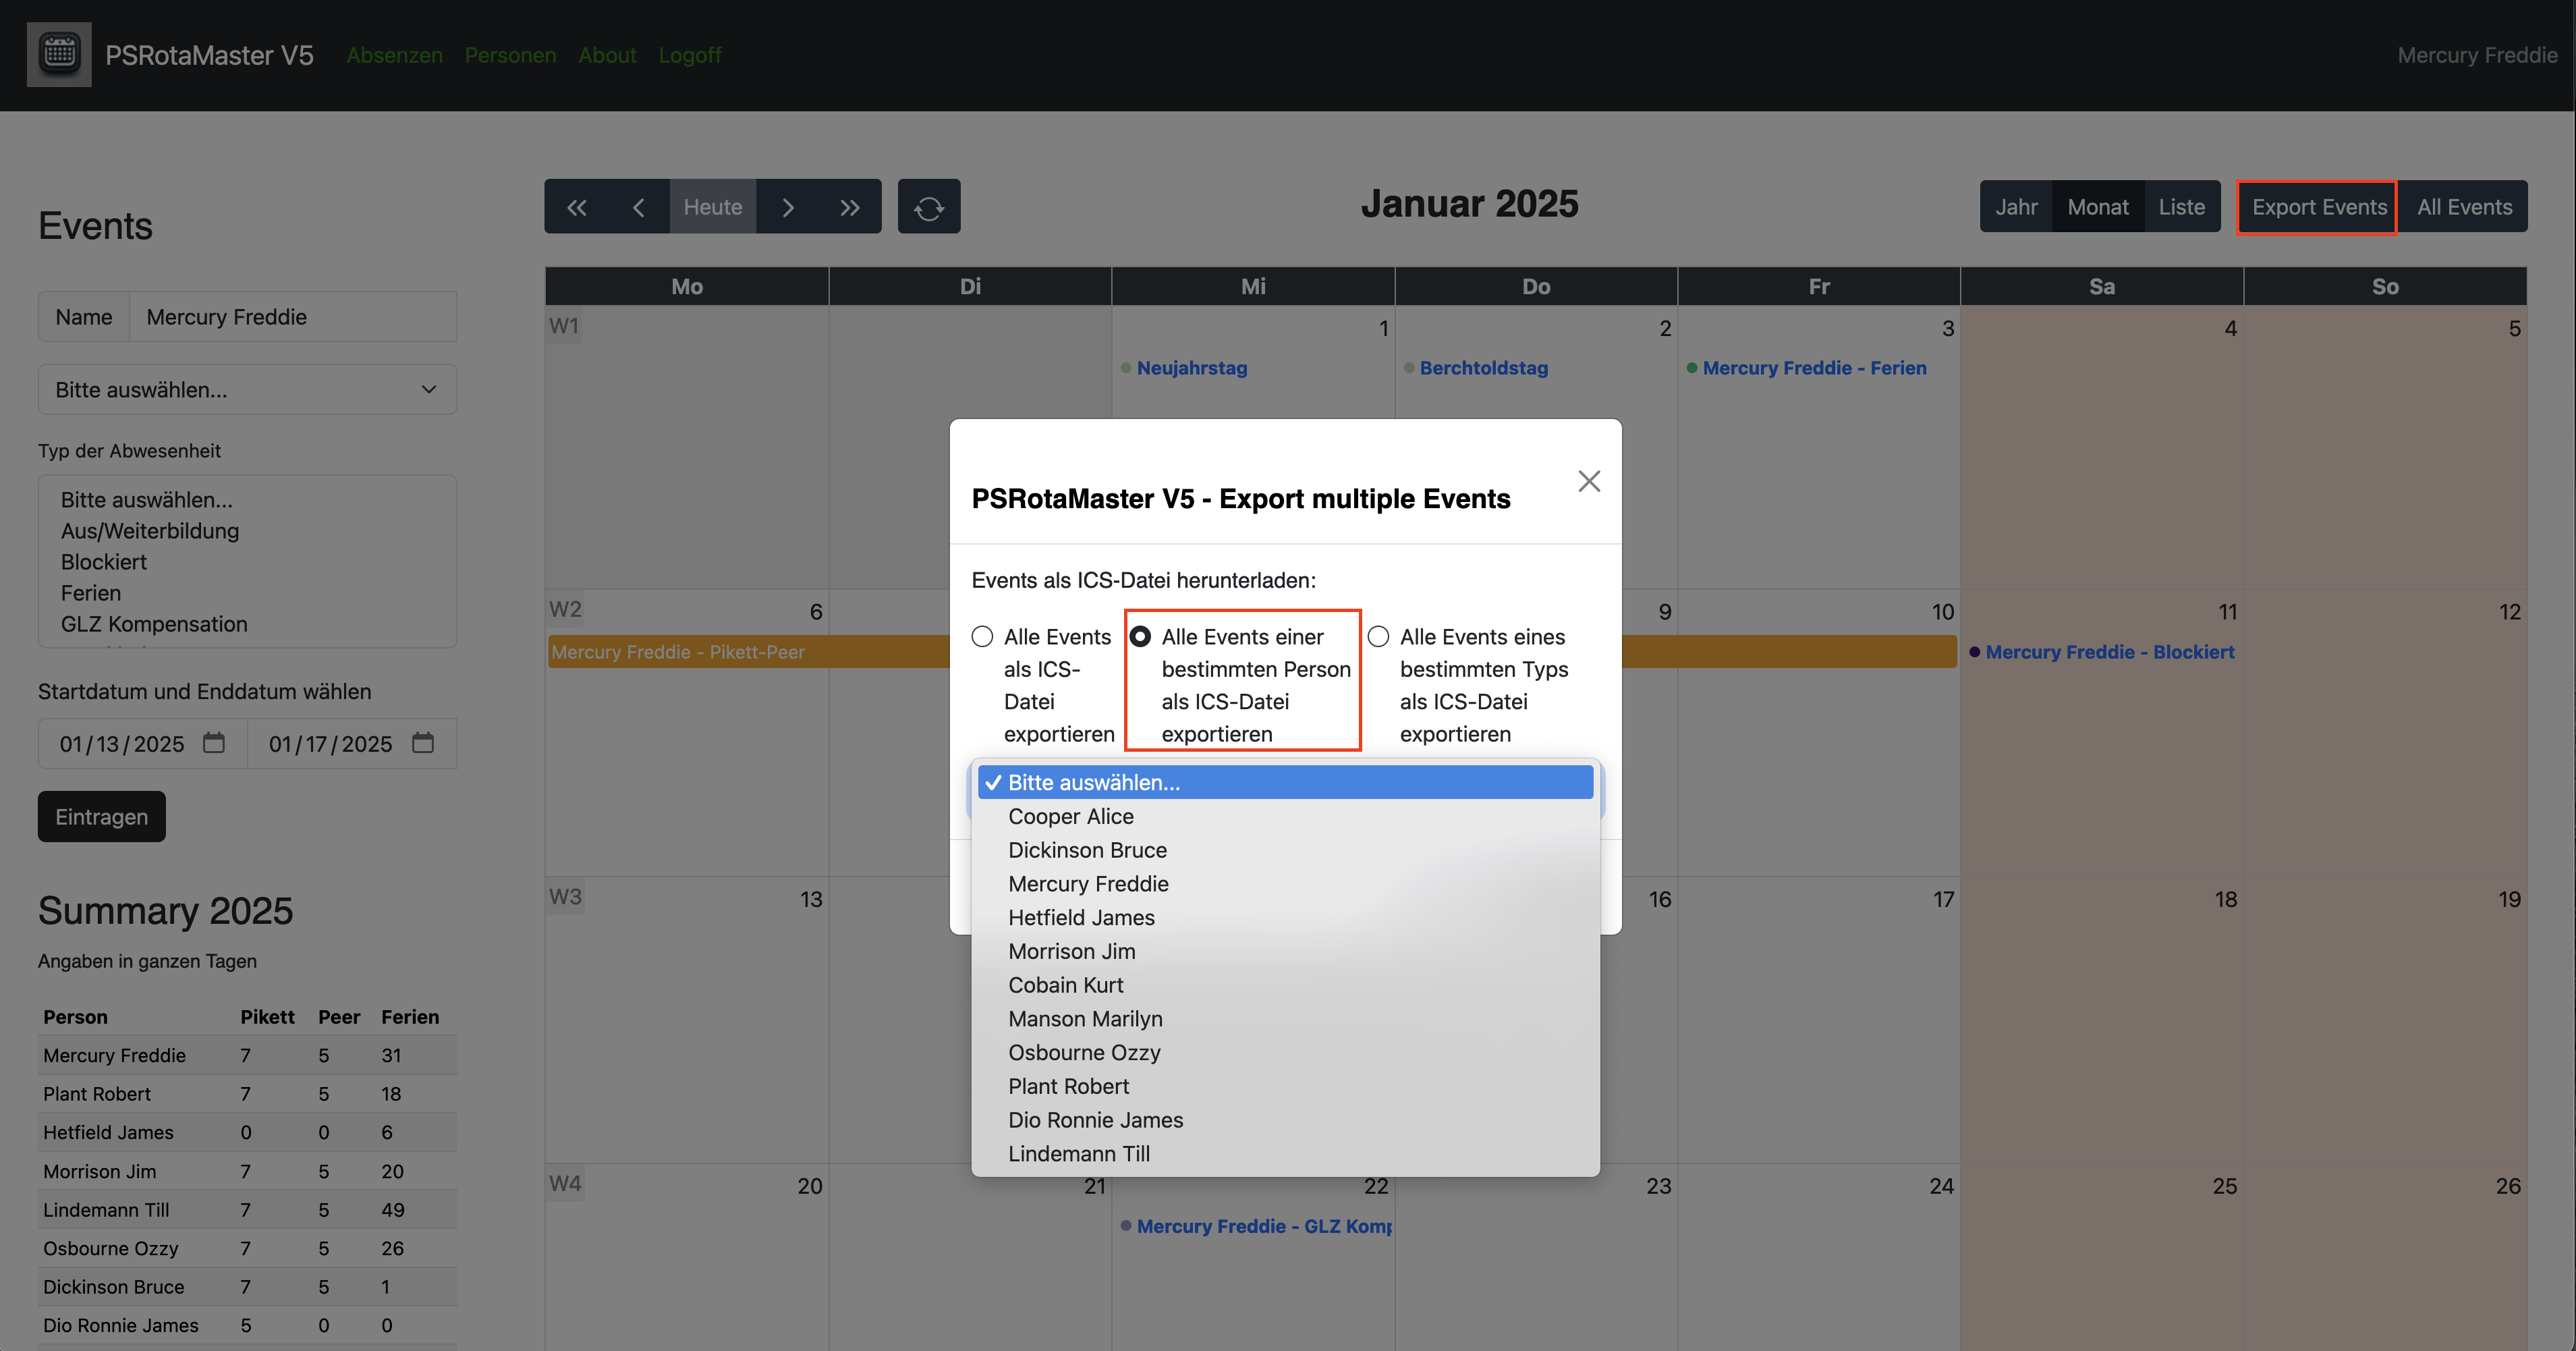 PSRotaMaster V5 Absenzen Personen About Logoff Mercury Freddie
Events
Name Mercury Freddie
Bitte auswählen...
Typ der Abwesenheit
Bitte auswählen...
Aus/Weiterbildung
Blockiert
Ferien
GLZ Kompensation
Startdatum und Enddatum wählen
01/13/2025 01/17/2025
Eintragen
Summary 2025
Angaben in ganzen Tagen
Person Pikett Peer Ferien
Mercury Freddie 7 5 31
Plant Robert 7 5 18
Hetfield James 0 0 6
Morrison Jim 7 5 20
Lindemann Till 7 5 49
Osbourne Ozzy 7 5 26
Dickinson Bruce 7 5 1
Dio Ronnie James 5 0 0
Heute
Januar 2025
Jahr Monat Liste Export Events All Events
Mo Di Mi Do Fr Sa So
W1 1 2 3 4 5
Neujahrstag Berchtoldstag Mercury Freddie - Ferien
W2 6 9 10 11 12
Mercury Freddie - Pikett-Peer Mercury Freddie - Blockiert
W3 13 16 17 18 19
W4 20 21 22 23 24 25 26
Mercury Freddie - GLZ Komp
PSRotaMaster V5 - Export multiple Events
Events als ICS-Datei herunterladen:
Alle Events
als ICS-
Datei
exportieren
Alle Events einer
bestimmten Person
als ICS-Datei
exportieren
Alle Events eines
bestimmten Typs
als ICS-Datei
exportieren
Bitte auswählen...
Cooper Alice
Dickinson Bruce
Mercury Freddie
Hetfield James
Morrison Jim
Cobain Kurt
Manson Marilyn
Osbourne Ozzy
Plant Robert
Dio Ronnie James
Lindemann Till